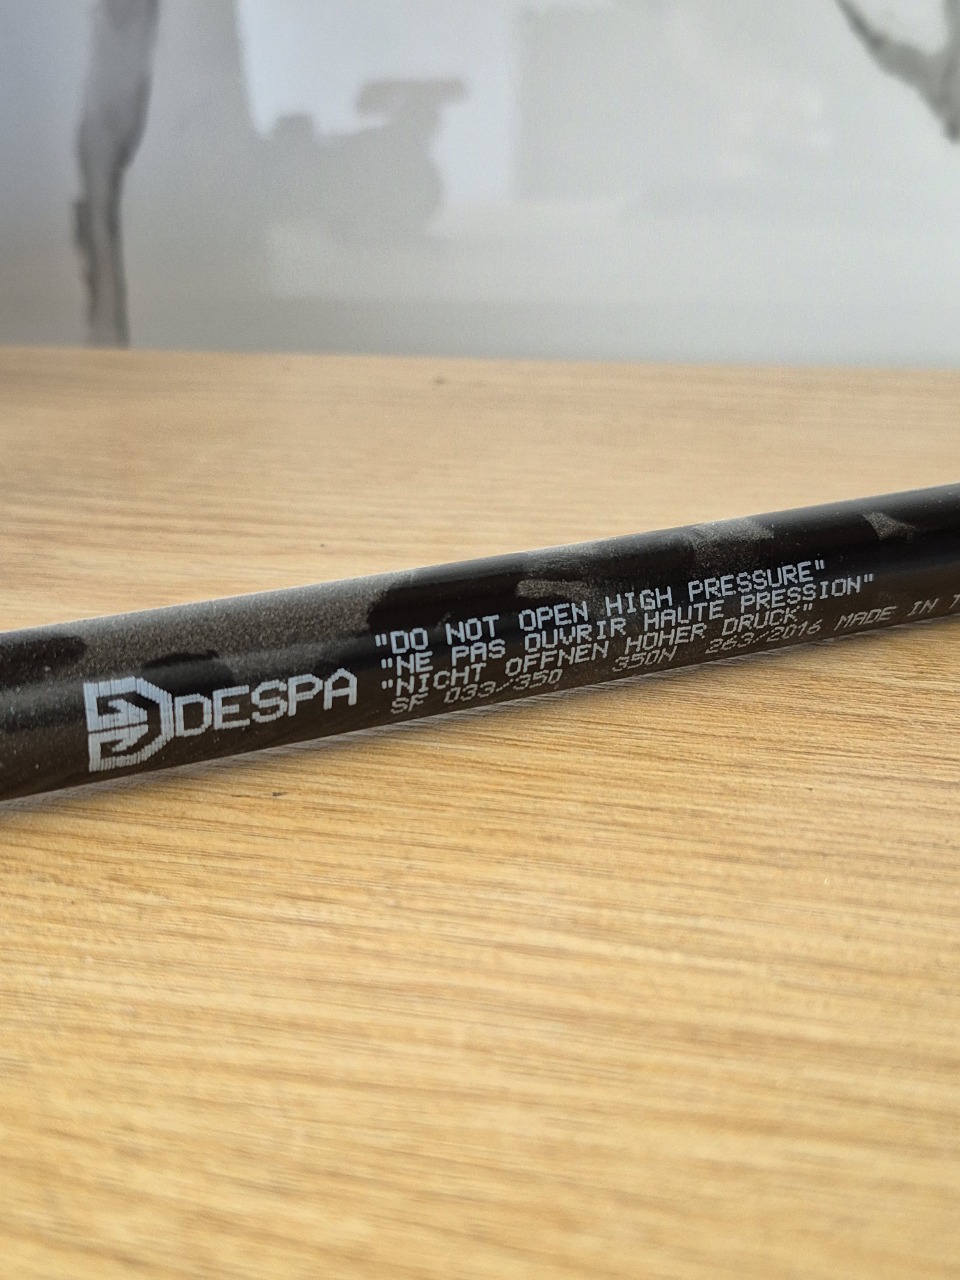 DESPA
"DO NOT OPEN HIGH PRESSURE"
"NE PAS OUVRIR HAUTE PRESSION"
"NICHT OFFNEN HOHER DRUCK"
SF 033/350 350N 263/2016 MADE IN T